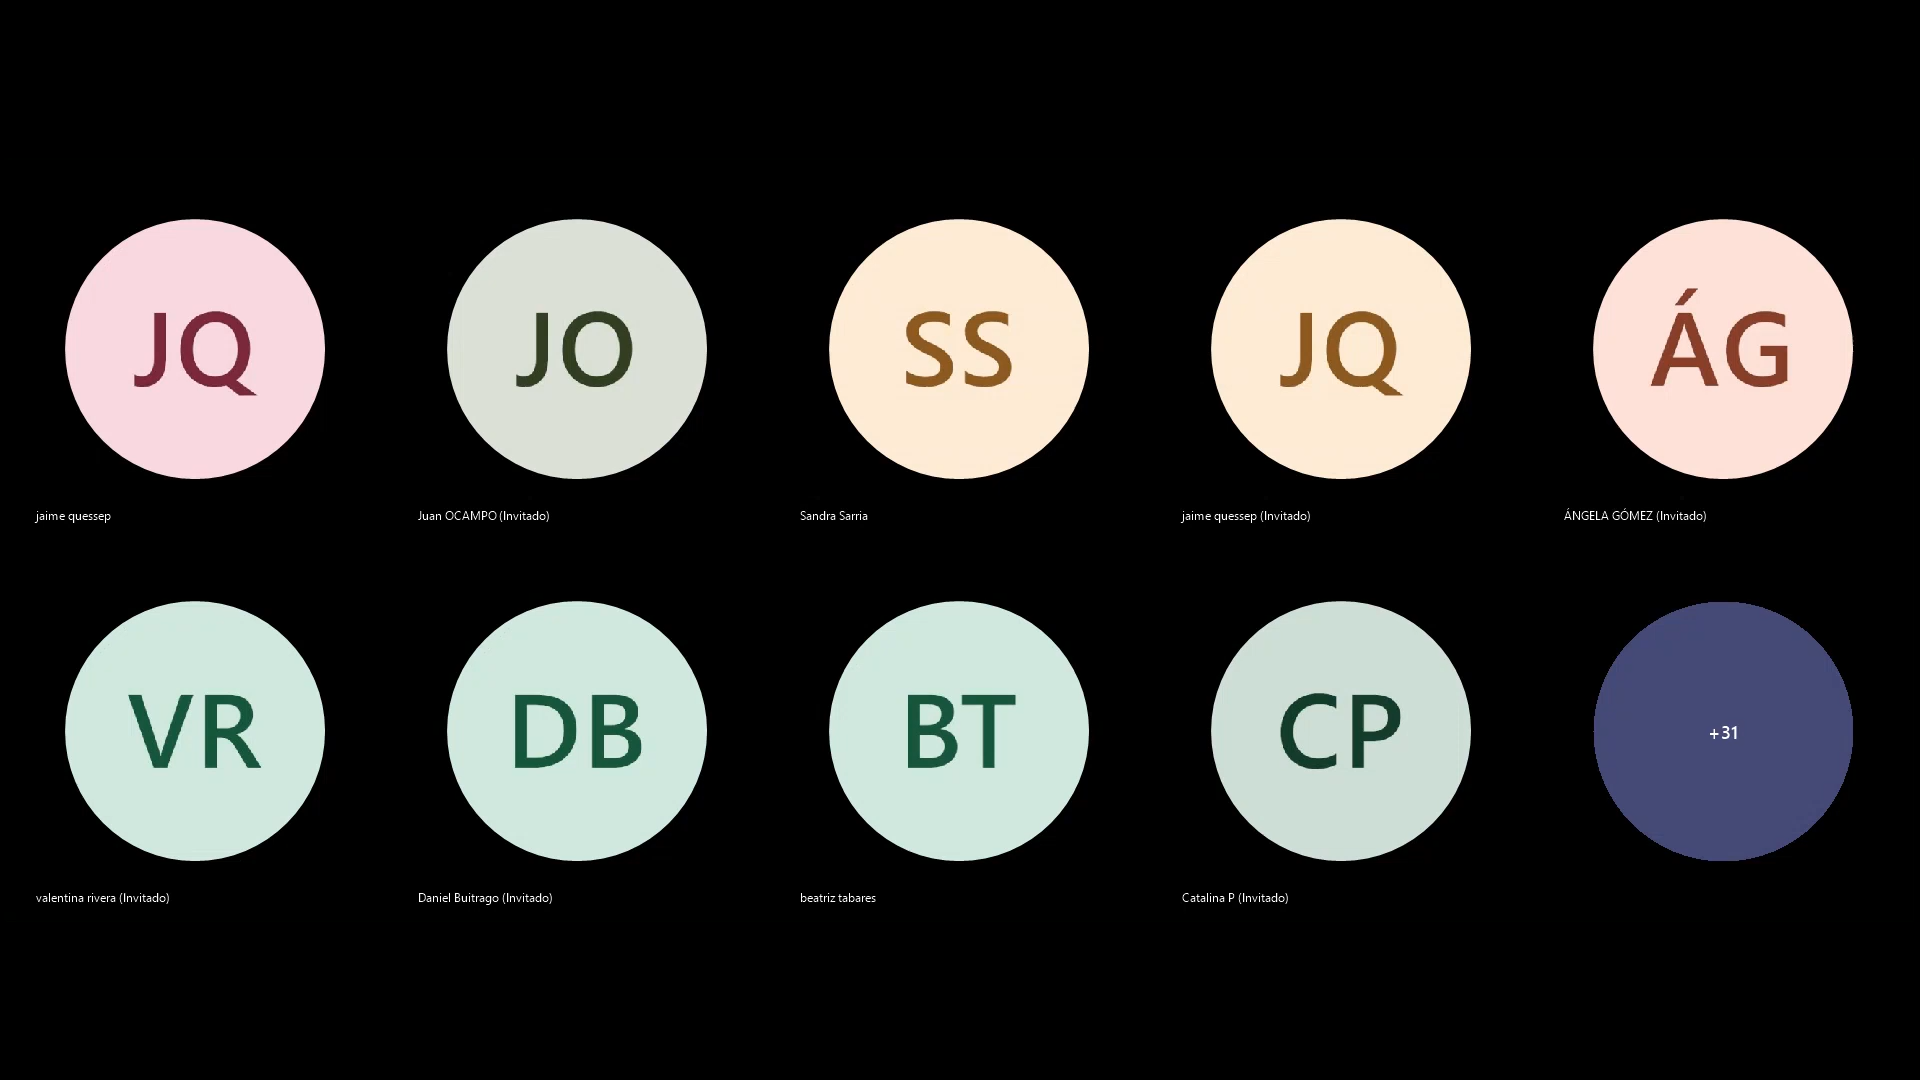 JQ
JO
SS
JQ
ÁG
jaime quessep
Juan OCAMPO (Invitado)
Sandra Sarria
jaime quessep (Invitado)
ÁNGELA GÓMEZ (Invitado)
VR
DB
BT
CP
+31
valentina rivera (Invitado)
Daniel Buitrago (Invitado)
beatriz tabares
Catalina P (Invitado)